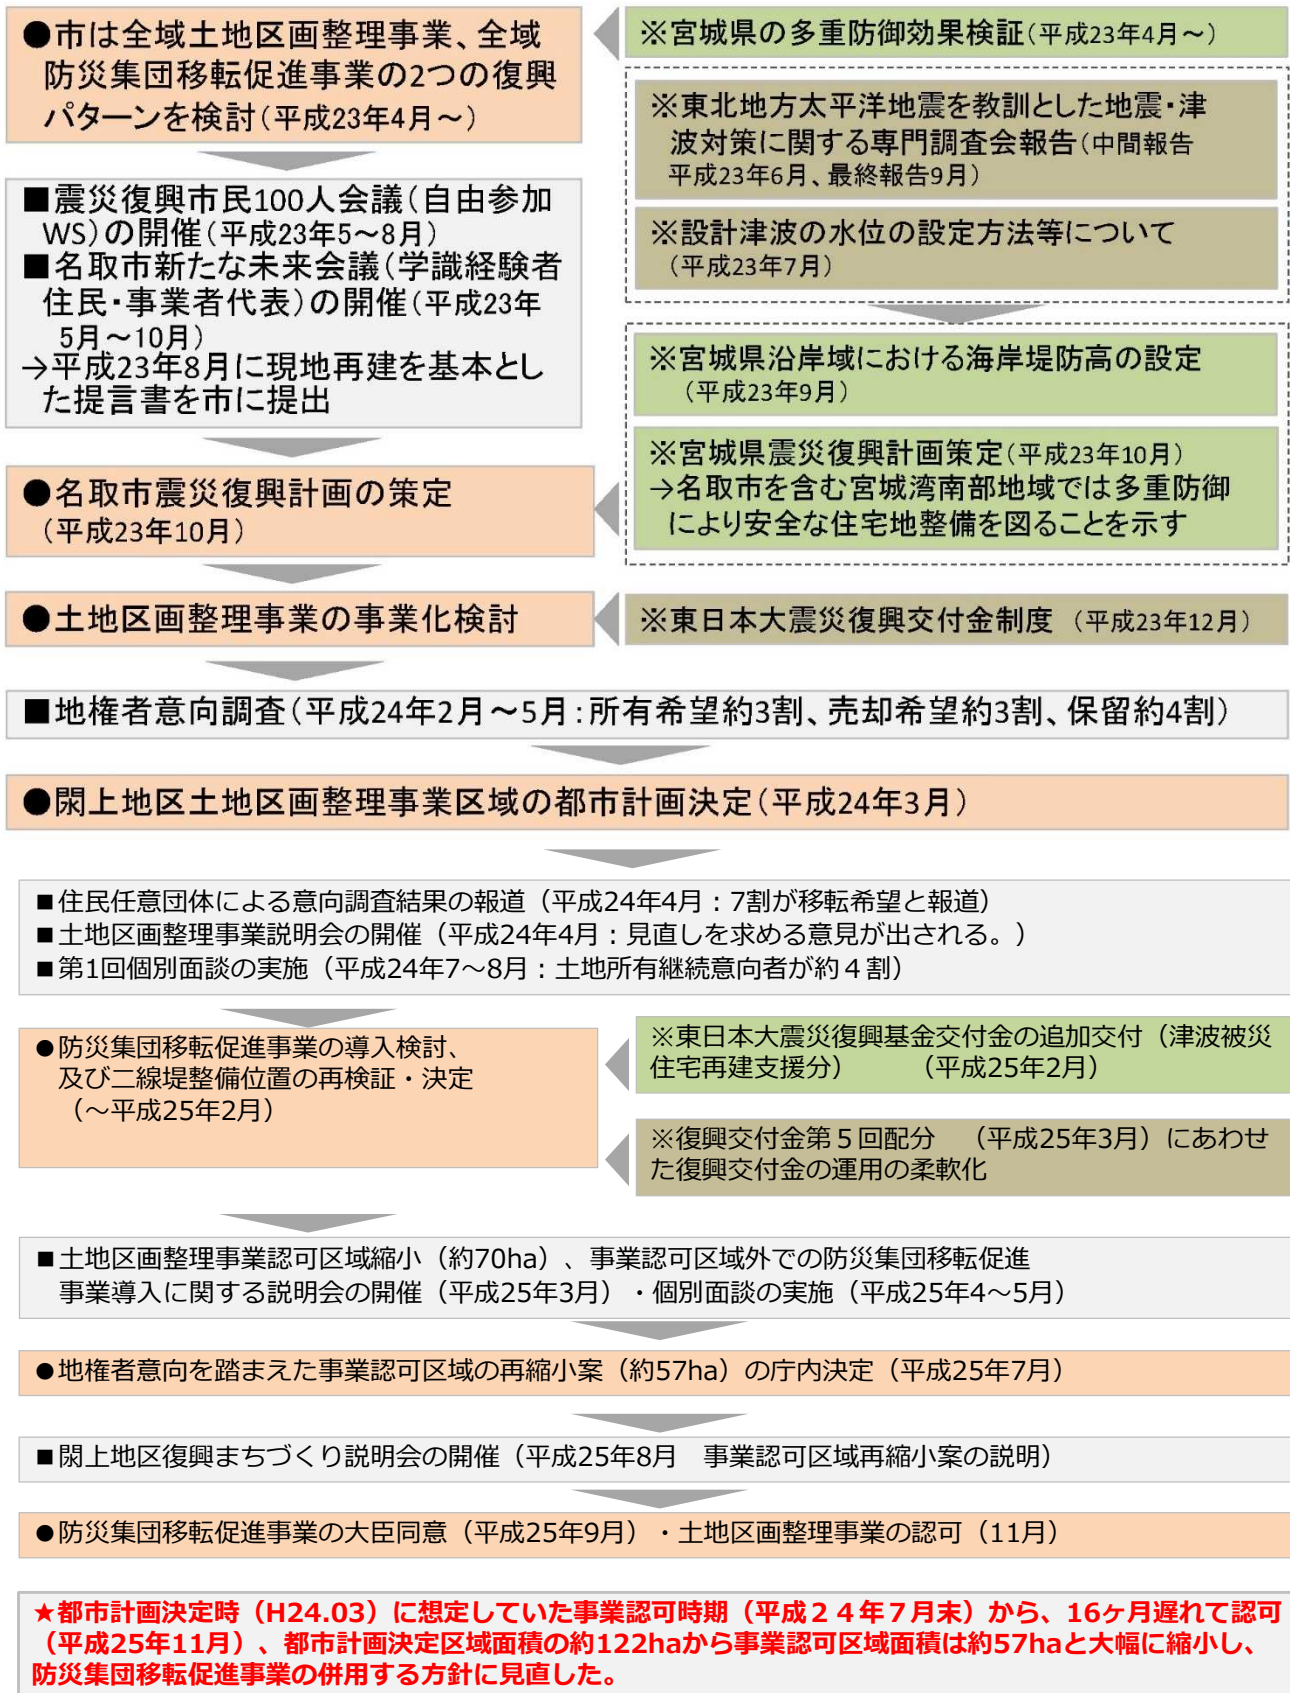 ●市は全域土地区画整理事業、全域
防災集団移転促進事業の2つの復興
パターンを検討(平成23年4月～)
※宮城県の多重防御効果検証(平成23年4月～)
※東北地方太平洋地震を教訓とした地震・津
波対策に関する専門調査会報告(中間報告
平成23年6月、最終報告9月)
※設計津波の水位の設定方法等について
(平成23年7月)
■震災復興市民100人会議(自由参加
WS)の開催(平成23年5～8月)
■名取市新たな未来会議(学識経験者
住民・事業者代表)の開催(平成23年
5月～10月)
→平成23年8月に現地再建を基本とし
た提言書を市に提出
※宮城県沿岸域における海岸堤防高の設定
(平成23年9月)
※宮城県震災復興計画策定(平成23年10月)
→名取市を含む宮城湾南部地域では多重防御
により安全な住宅地整備を図ることを示す
●名取市震災復興計画の策定
(平成23年10月)
●土地区画整理事業の事業化検討
※東日本大震災復興交付金制度 (平成23年12月)
■地権者意向調査(平成24年2月～5月:所有希望約3割、売却希望約3割、保留約4割)
●閖上地区土地区画整理事業区域の都市計画決定(平成24年3月)
■住民任意団体による意向調査結果の報道（平成24年4月：7割が移転希望と報道）
■土地区画整理事業説明会の開催（平成24年4月：見直しを求める意見が出される。）
■第1回個別面談の実施（平成24年7～8月：土地所有継続意向者が約４割）
●防災集団移転促進事業の導入検討、
及び二線堤整備位置の再検証・決定
（～平成25年2月）
※東日本大震災復興基金交付金の追加交付（津波被災
住宅再建支援分）　　　（平成25年2月）
※復興交付金第５回配分　（平成25年3月）にあわせ
た復興交付金の運用の柔軟化
■土地区画整理事業認可区域縮小（約70ha）、事業認可区域外での防災集団移転促進
事業導入に関する説明会の開催（平成25年3月）・個別面談の実施（平成25年4～5月）
●地権者意向を踏まえた事業認可区域の再縮小案（約57ha）の庁内決定（平成25年7月）
■閖上地区復興まちづくり説明会の開催（平成25年8月　事業認可区域再縮小案の説明）
●防災集団移転促進事業の大臣同意（平成25年9月）・土地区画整理事業の認可（11月）
★都市計画決定時（H24.03）に想定していた事業認可時期（平成２４年７月末）から、16ヶ月遅れて認可
（平成25年11月）、都市計画決定区域面積の約122haから事業認可区域面積は約57haと大幅に縮小し、
防災集団移転促進事業の併用する方針に見直した。